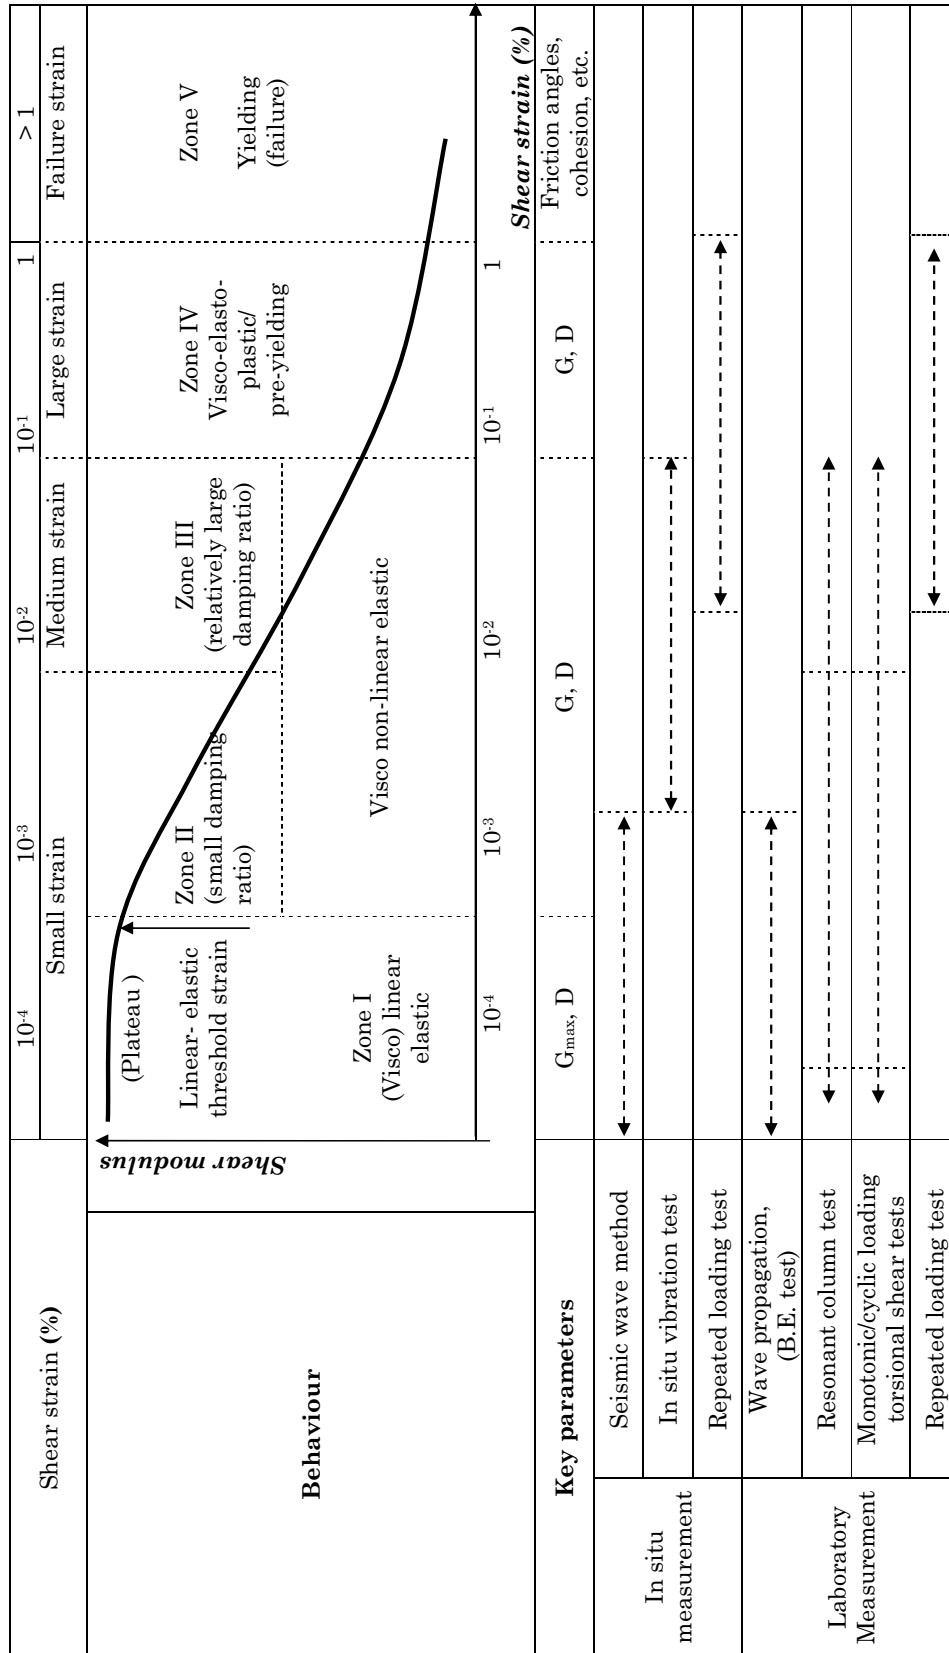 Shear strain (%)
10-4
10-3
10-2
10-1
1
> 1
Small strain
Medium strain
Large strain
Failure strain
Behaviour
Shear modulus
(Plateau )
Linear- elastic
threshold strain
Zone I
(Visco) linear
elastic
Zone II
(small damping
ratio)
Zone III
(relatively large
damping ratio)
Visco non-linear elastic
Zone IV
Visco-elasto-
plastic/
pre-yielding
Zone V
Yielding
(failure)
10-4
10-3
10-2
10-1
1
Shear strain (%)
Key parameters
Gmax, D
G, D
G, D
Friction angles,
cohesion, etc.
In situ
measurement
Seismic wave method
In situ vibration test
Repeated loading test
Laboratory
Measurement
Wave propagation,
(B.E. test)
Resonant column test
Monotonic/cyclic loading
torsional shear tests
Repeated loading test